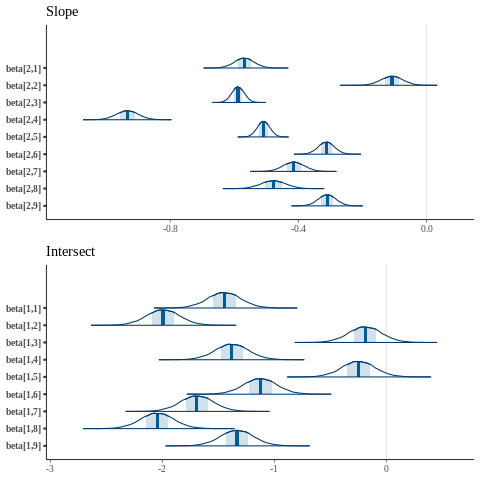 Slope
beta[2,1]
beta[2,2]
beta[2,3]
beta[2,4]
beta[2,5]
beta[2,6]
beta[2,7]
beta[2,8]
beta[2,9]
-0.8 -0.4 0.0
Intersect
beta[1,1]
beta[1,2]
beta[1,3]
beta[1,4]
beta[1,5]
beta[1,6]
beta[1,7]
beta[1,8]
beta[1,9]
-3 -2 -1 0